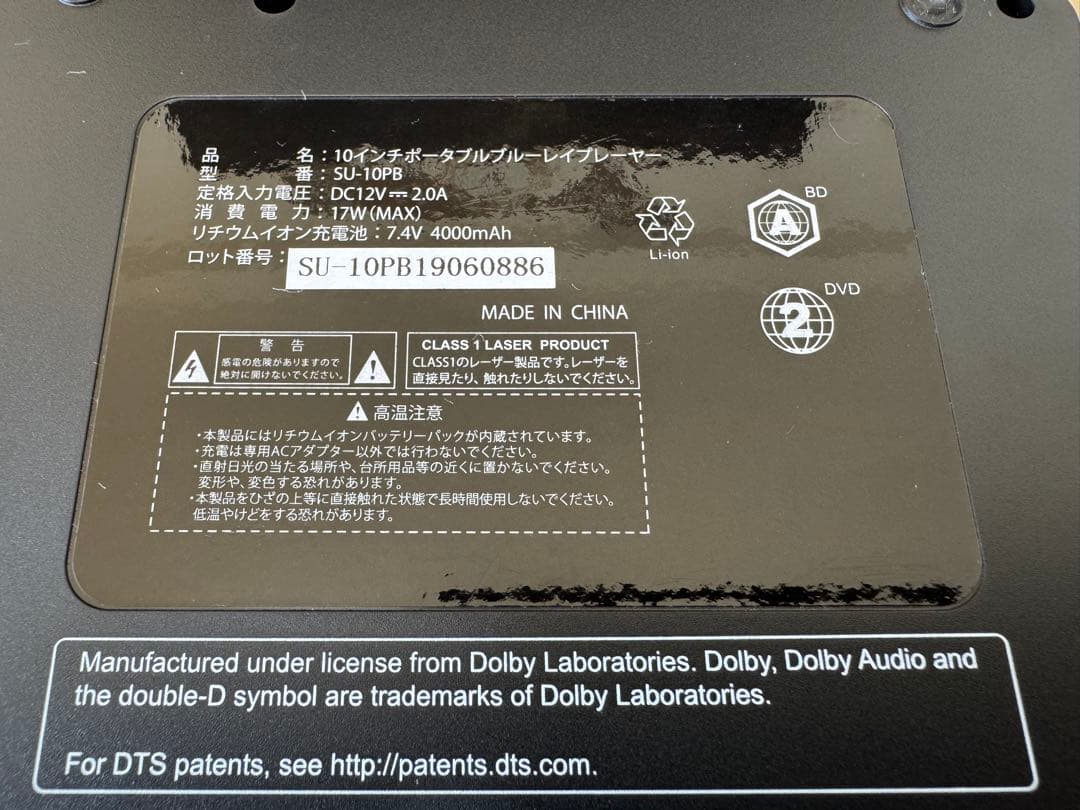 品　　　名：10インチポータブルブルーレイプレーヤー
型　　　番：SU-10PB
定格入力電圧：DC12V⎓2.0A
消 費 電 力：17W(MAX)
リチウムイオン充電池：7.4V 4000mAh
ロット番号：SU-10PB19060886
Li-ion
A BD
2 DVD
MADE IN CHINA
警 告
感電の危険がありますので
絶対に開けないでください。
CLASS 1 LASER PRODUCT
CLASS1のレーザー製品です。レーザーを
直接見たり、触れたりしないでください。
高温注意
・本製品にはリチウムイオンバッテリーパックが内蔵されています。
・充電は専用ACアダプター以外では行わないでください。
・直射日光の当たる場所や、台所用品等の近くに置かないでください。
変形や、変色する恐れがあります。
・本製品をひざの上等に直接触れた状態で長時間使用しないでください。
低温やけどをする恐れがあります。
Manufactured under license from Dolby Laboratories. Dolby, Dolby Audio and
the double-D symbol are trademarks of Dolby Laboratories.
For DTS patents, see http://patents.dts.com.